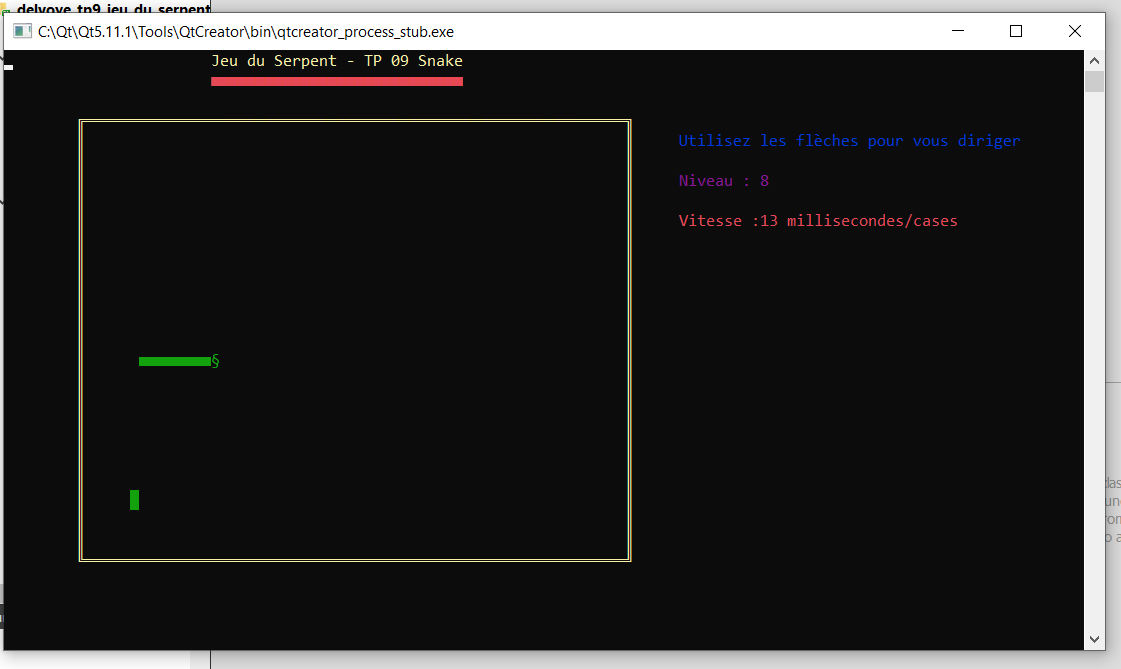 delvoye tp9 jeu du serpent
C:\Qt\Qt5.11.1\Tools\QtCreator\bin\qtcreator_process_stub.exe
Jeu du Serpent - TP 09 Snake
Utilisez les flèches pour vous diriger
Niveau : 8
Vitesse :13 millisecondes/cases
§